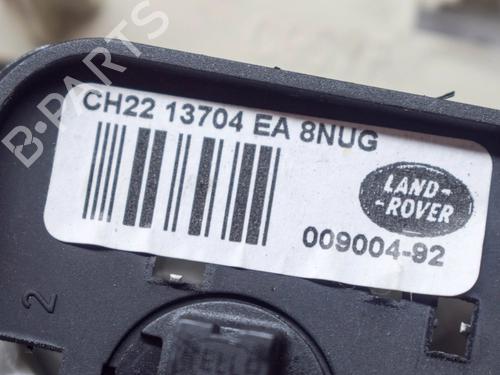 B-PARTS
CH22 13704 EA 8NUG
LAND-
-ROVER
009004-92
2